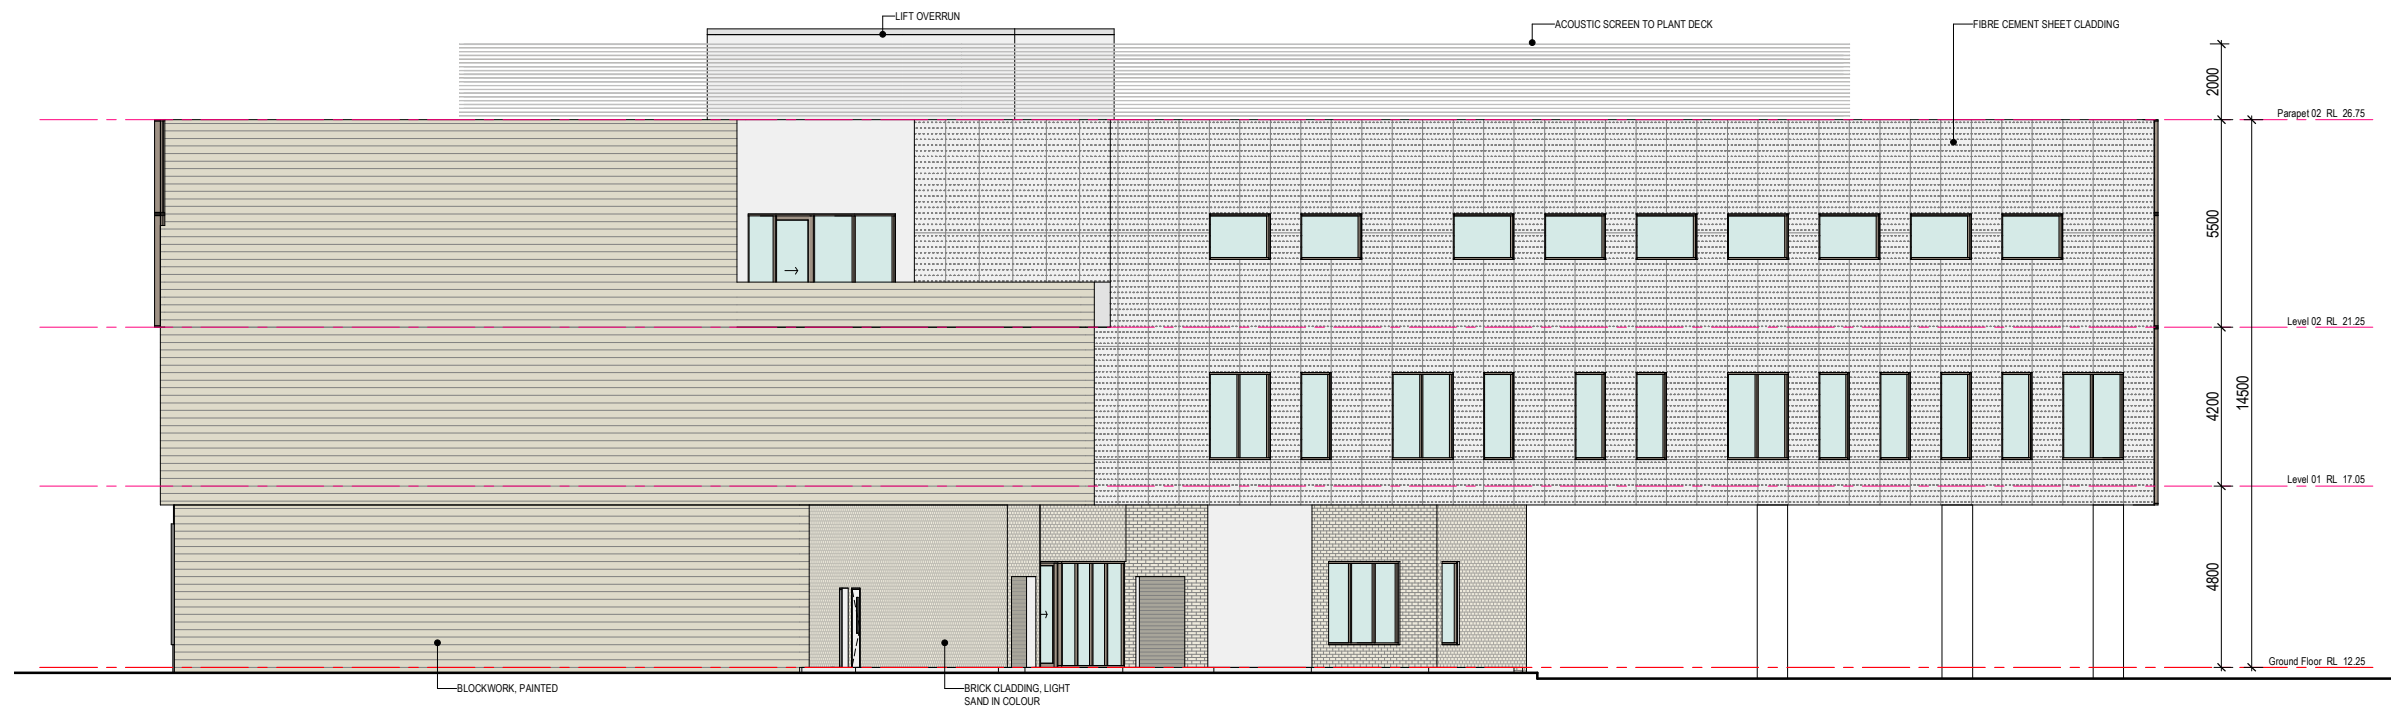 LIFT OVERRUN
ACOUSTIC SCREEN TO PLANT DECK
FIBRE CEMENT SHEET CLADDING
2000
Parapet 02 RL 26.75
5500
14500
Level 02 RL 21.25
4200
Level 01 RL 17.05
4800
Ground Floor RL 12.25
BLOCKWORK, PAINTED
BRICK CLADDING, LIGHT
SAND IN COLOUR